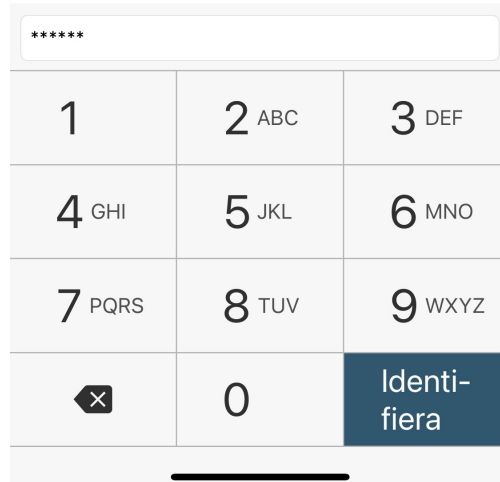 ******
1
2 ABC
3 DEF
4 GHI
5 JKL
6 MNO
7 PQRS
8 TUV
9 WXYZ
0
Identi-
fiera